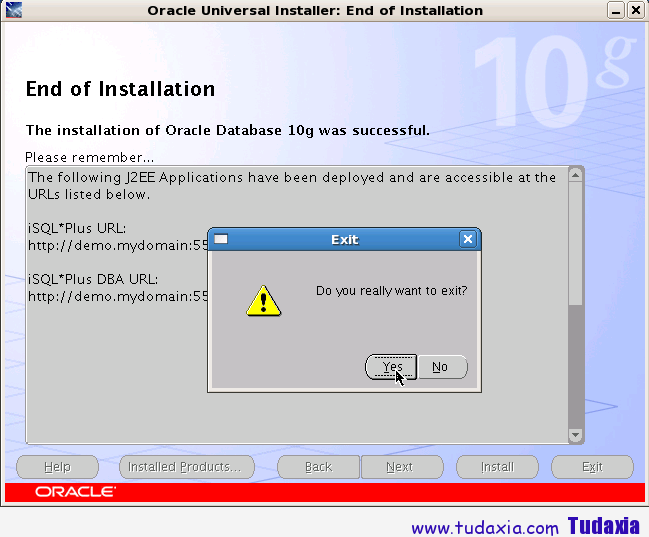 Oracle Universal Installer: End of Installation
10g
End of Installation
The installation of Oracle Database 10g was successful.
Please remember...
The following J2EE Applications have been deployed and are accessible at the
URLs listed below.
iSQL*Plus URL:
http://demo.mydomain:55
iSQL*Plus DBA URL:
http://demo.mydomain:55
Exit
Do you really want to exit?
Yes No
Help Installed Products... Back Next Install Exit
ORACLE
www.tudaxia.com Tudaxia